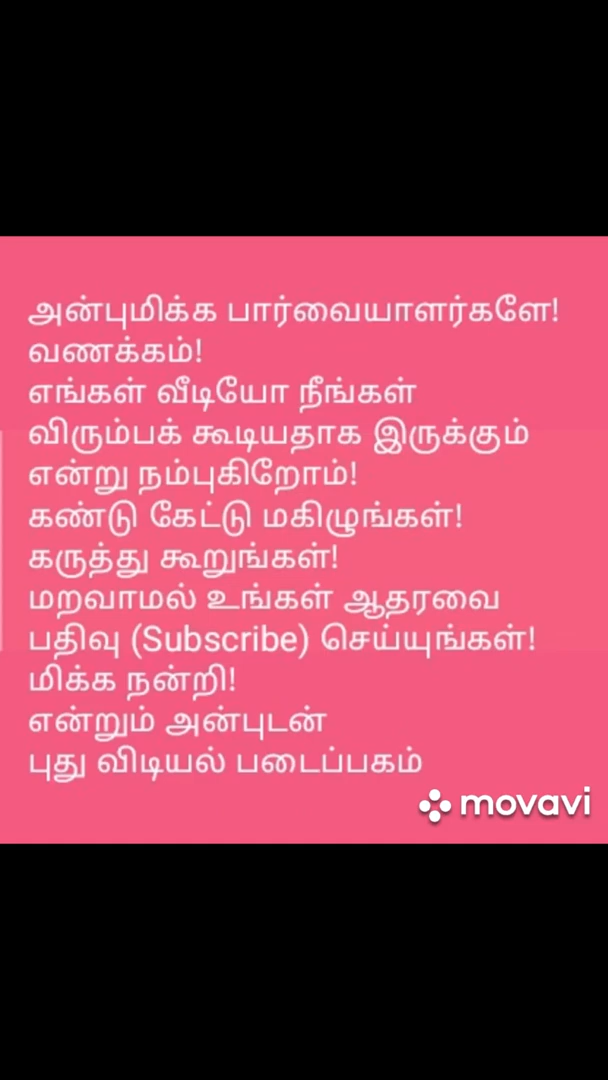 அன்புமிக்க பார்வையாளர்களே!
வணக்கம்!
எங்கள் வீடியோ நீங்கள்
விரும்பக் கூடியதாக இருக்கும்
என்று நம்புகிறோம்!
கண்டு கேட்டு மகிழுங்கள்!
கருத்து கூறுங்கள்!
மறவாமல் உங்கள் ஆதரவை
பதிவு (Subscribe) செய்யுங்கள்!
மிக்க நன்றி!
என்றும் அன்புடன்
புது விடியல் படைப்பகம்
movavi